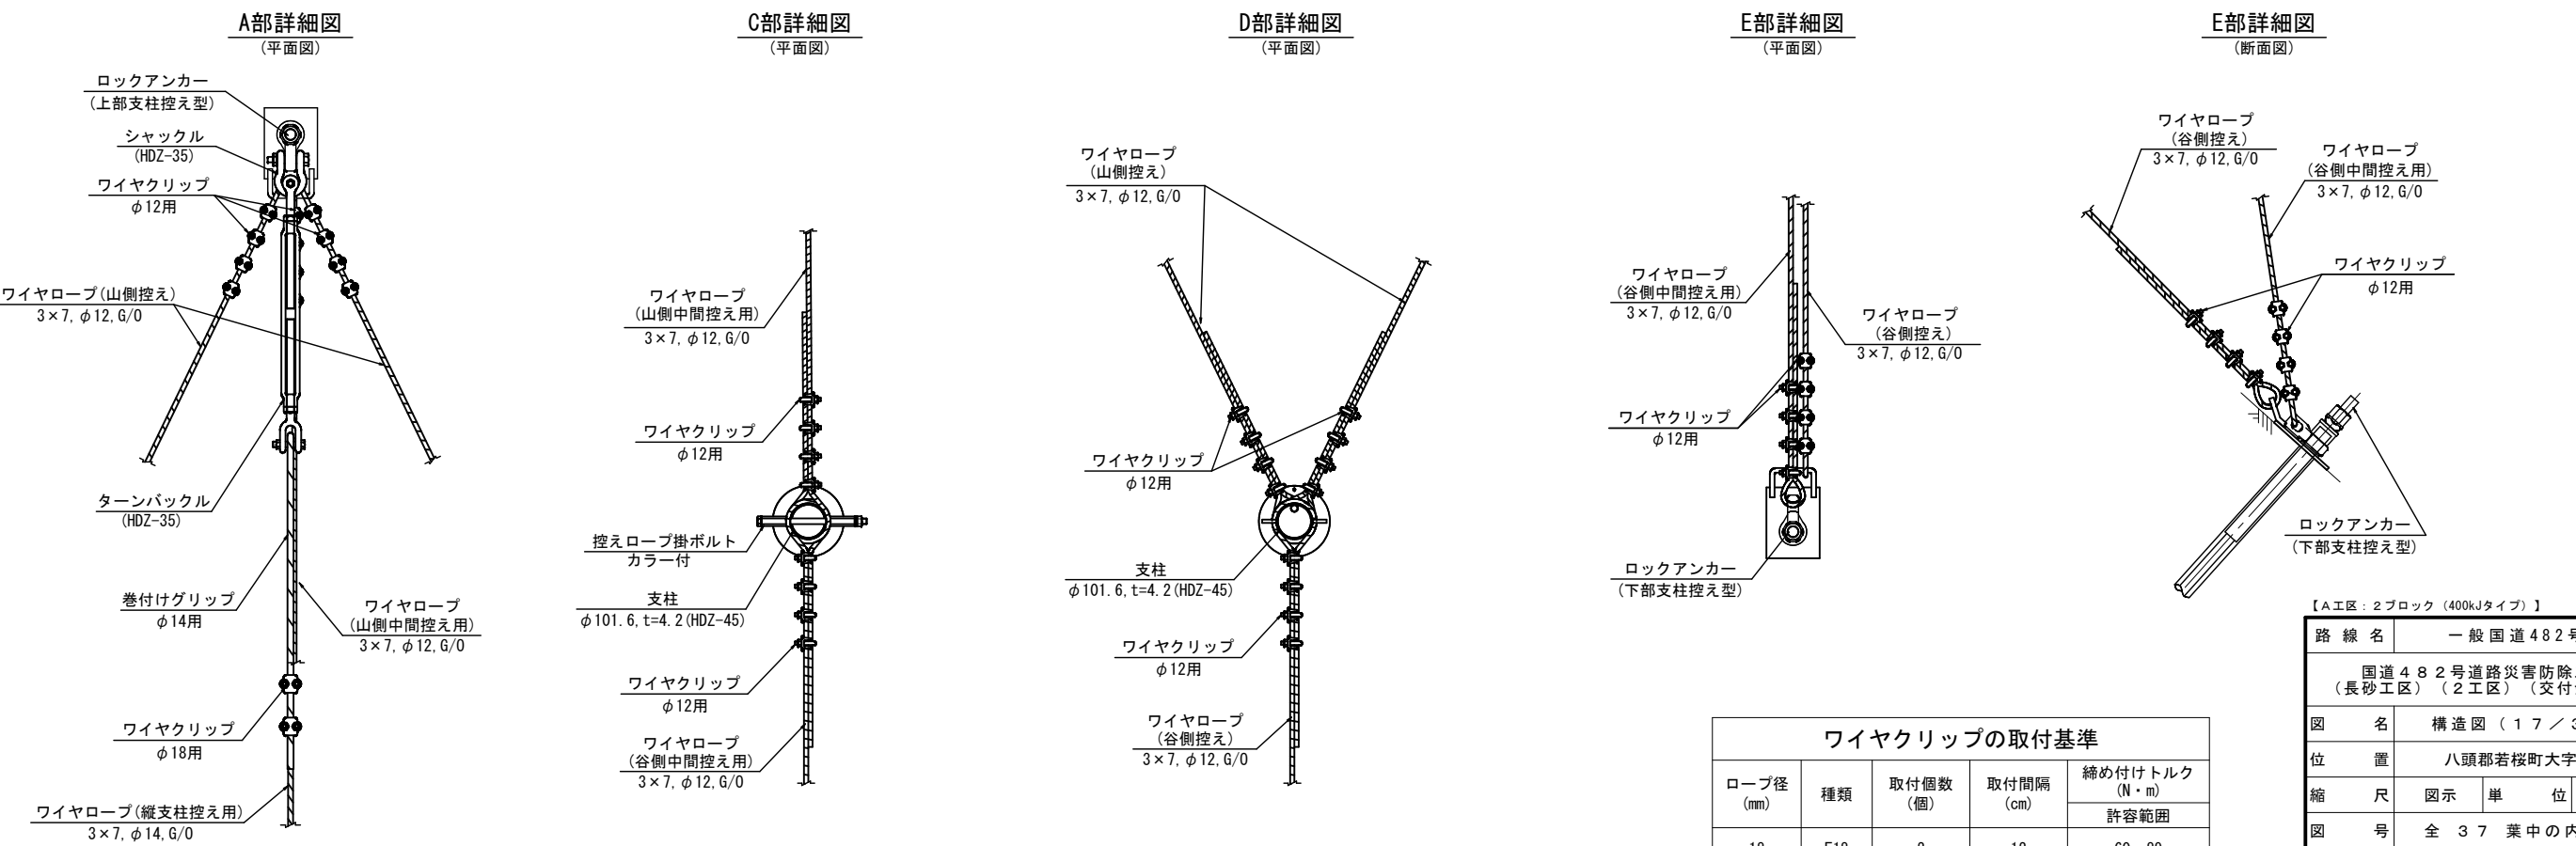 A部詳細図
(平面図)
ロックアンカー
(上部支柱控え型)
シャックル
(HDZ-35)
ワイヤクリップ
φ12用
ワイヤロープ(山側控え)
3×7,φ12,G/O
ターンバックル
(HDZ-35)
巻付けグリップ
φ14用
ワイヤロープ
(山側中間控え用)
3×7,φ12,G/O
ワイヤクリップ
φ18用
ワイヤロープ(縦支柱控え用)
3×7,φ14,G/O
C部詳細図
(平面図)
ワイヤロープ
(山側中間控え用)
3×7,φ12,G/O
ワイヤクリップ
φ12用
控えロープ掛ボルト
カラー付
支柱
φ101.6,t=4.2(HDZ-45)
ワイヤクリップ
φ12用
ワイヤロープ
(谷側中間控え用)
3×7,φ12,G/O
D部詳細図
(平面図)
ワイヤロープ
(山側控え)
3×7,φ12,G/O
ワイヤクリップ
φ12用
支柱
φ101.6,t=4.2(HDZ-45)
ワイヤクリップ
φ12用
ワイヤロープ
(谷側控え)
3×7,φ12,G/O
E部詳細図
(平面図)
ワイヤロープ
(谷側中間控え用)
3×7,φ12,G/O
ワイヤロープ
(谷側控え)
3×7,φ12,G/O
ワイヤクリップ
φ12用
ロックアンカー
(下部支柱控え型)
E部詳細図
(断面図)
ワイヤロープ
(谷側控え)
3×7,φ12,G/O
ワイヤロープ
(谷側中間控え用)
3×7,φ12,G/O
ワイヤクリップ
φ12用
ロックアンカー
(下部支柱控え型)
ワイヤクリップの取付基準
ロープ径 (mm) 種類 取付個数 (個) 取付間隔 (cm) 締め付けトルク (N・m)
許容範囲
【A工区:2ブロック(400kJタイプ)】
路線名 一般国道482号
国道482号道路災害防除
(長砂工区)(2工区)(交付
図名 構造図(17/3
位置 八頭郡若桜町大字
縮尺 図示 単位
図号 全 37 葉中の内